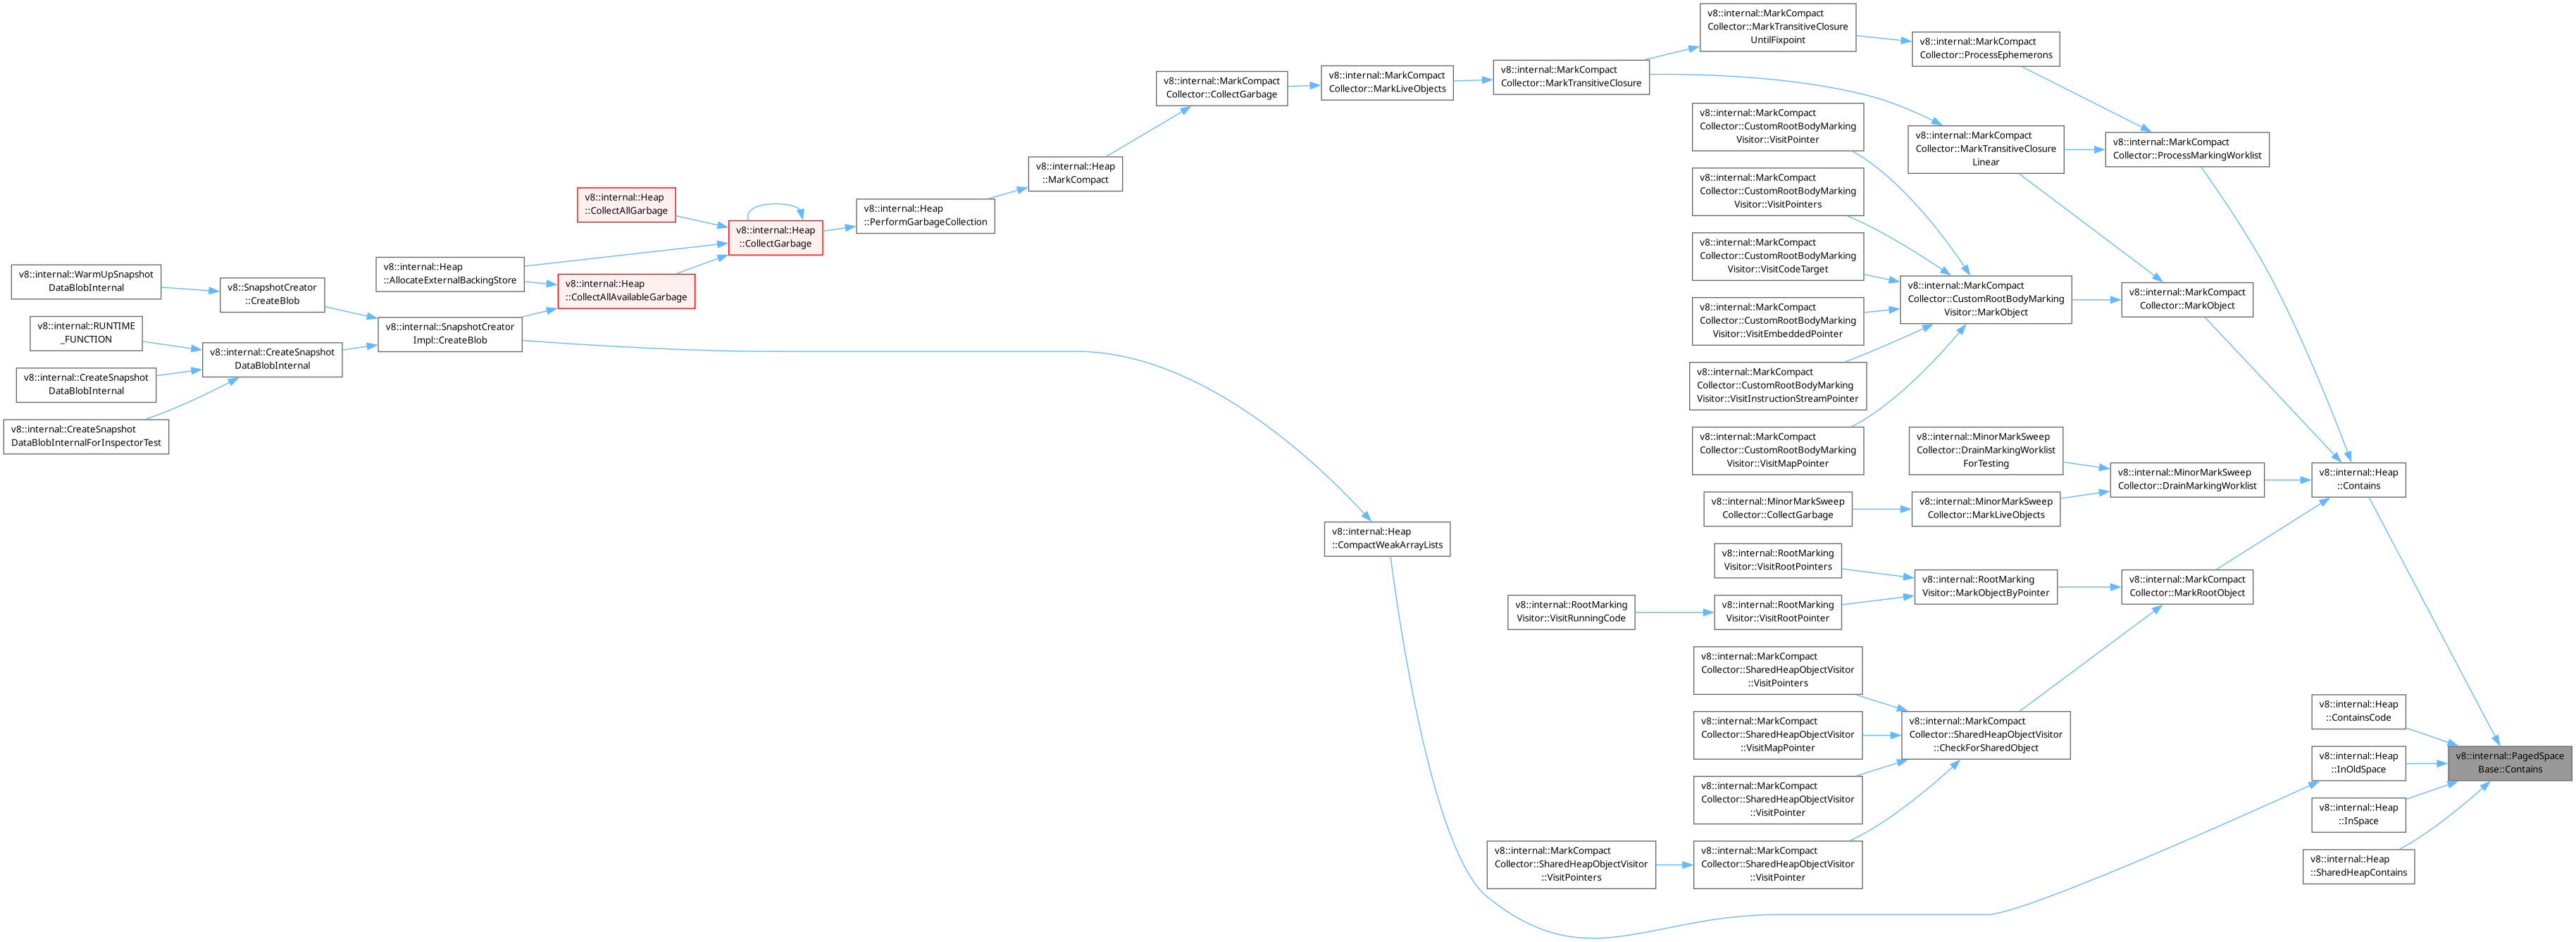 v8::internal::MarkCompact
Collector::MarkTransitiveClosure
UntilFixpoint
v8::internal::MarkCompact
Collector::ProcessEphemerons
v8::internal::MarkCompact
Collector::MarkTransitiveClosure
v8::internal::MarkCompact
Collector::MarkLiveObjects
v8::internal::MarkCompact
Collector::CollectGarbage
v8::internal::MarkCompact
Collector::CustomRootBodyMarking
Visitor::VisitPointer
v8::internal::MarkCompact
Collector::MarkTransitiveClosure
Linear
v8::internal::MarkCompact
Collector::ProcessMarkingWorklist
v8::internal::Heap
::MarkCompact
v8::internal::MarkCompact
Collector::CustomRootBodyMarking
Visitor::VisitPointers
v8::internal::Heap
::CollectAllGarbage
v8::internal::Heap
::PerformGarbageCollection
v8::internal::Heap
::CollectGarbage
v8::internal::MarkCompact
Collector::CustomRootBodyMarking
Visitor::VisitCodeTarget
v8::internal::WarmUpSnapshot
DataBlobInternal
v8::SnapshotCreator
::CreateBlob
v8::internal::Heap
::AllocateExternalBackingStore
v8::internal::Heap
::CollectAllAvailableGarbage
v8::internal::MarkCompact
Collector::CustomRootBodyMarking
Visitor::MarkObject
v8::internal::MarkCompact
Collector::MarkObject
v8::internal::MarkCompact
Collector::CustomRootBodyMarking
Visitor::VisitEmbeddedPointer
v8::internal::RUNTIME
_FUNCTION
v8::internal::SnapshotCreator
Impl::CreateBlob
v8::internal::CreateSnapshot
DataBlobInternal
v8::internal::CreateSnapshot
DataBlobInternal
v8::internal::MarkCompact
Collector::CustomRootBodyMarking
Visitor::VisitInstructionStreamPointer
v8::internal::CreateSnapshot
DataBlobInternalForInspectorTest
v8::internal::MarkCompact
Collector::CustomRootBodyMarking
Visitor::VisitMapPointer
v8::internal::MinorMarkSweep
Collector::DrainMarkingWorklist
ForTesting
v8::internal::MinorMarkSweep
Collector::DrainMarkingWorklist
v8::internal::Heap
::Contains
v8::internal::MinorMarkSweep
Collector::CollectGarbage
v8::internal::MinorMarkSweep
Collector::MarkLiveObjects
v8::internal::Heap
::CompactWeakArrayLists
v8::internal::RootMarking
Visitor::VisitRootPointers
v8::internal::RootMarking
Visitor::MarkObjectByPointer
v8::internal::MarkCompact
Collector::MarkRootObject
v8::internal::RootMarking
Visitor::VisitRunningCode
v8::internal::RootMarking
Visitor::VisitRootPointer
v8::internal::MarkCompact
Collector::SharedHeapObjectVisitor
::VisitPointers
v8::internal::MarkCompact
Collector::SharedHeapObjectVisitor
::VisitMapPointer
v8::internal::MarkCompact
Collector::SharedHeapObjectVisitor
::CheckForSharedObject
v8::internal::Heap
::ContainsCode
v8::internal::Heap
::InOldSpace
v8::internal::PagedSpace
Base::Contains
v8::internal::MarkCompact
Collector::SharedHeapObjectVisitor
::VisitPointer
v8::internal::Heap
::InSpace
v8::internal::MarkCompact
Collector::SharedHeapObjectVisitor
::VisitPointers
v8::internal::MarkCompact
Collector::SharedHeapObjectVisitor
::VisitPointer
v8::internal::Heap
::SharedHeapContains